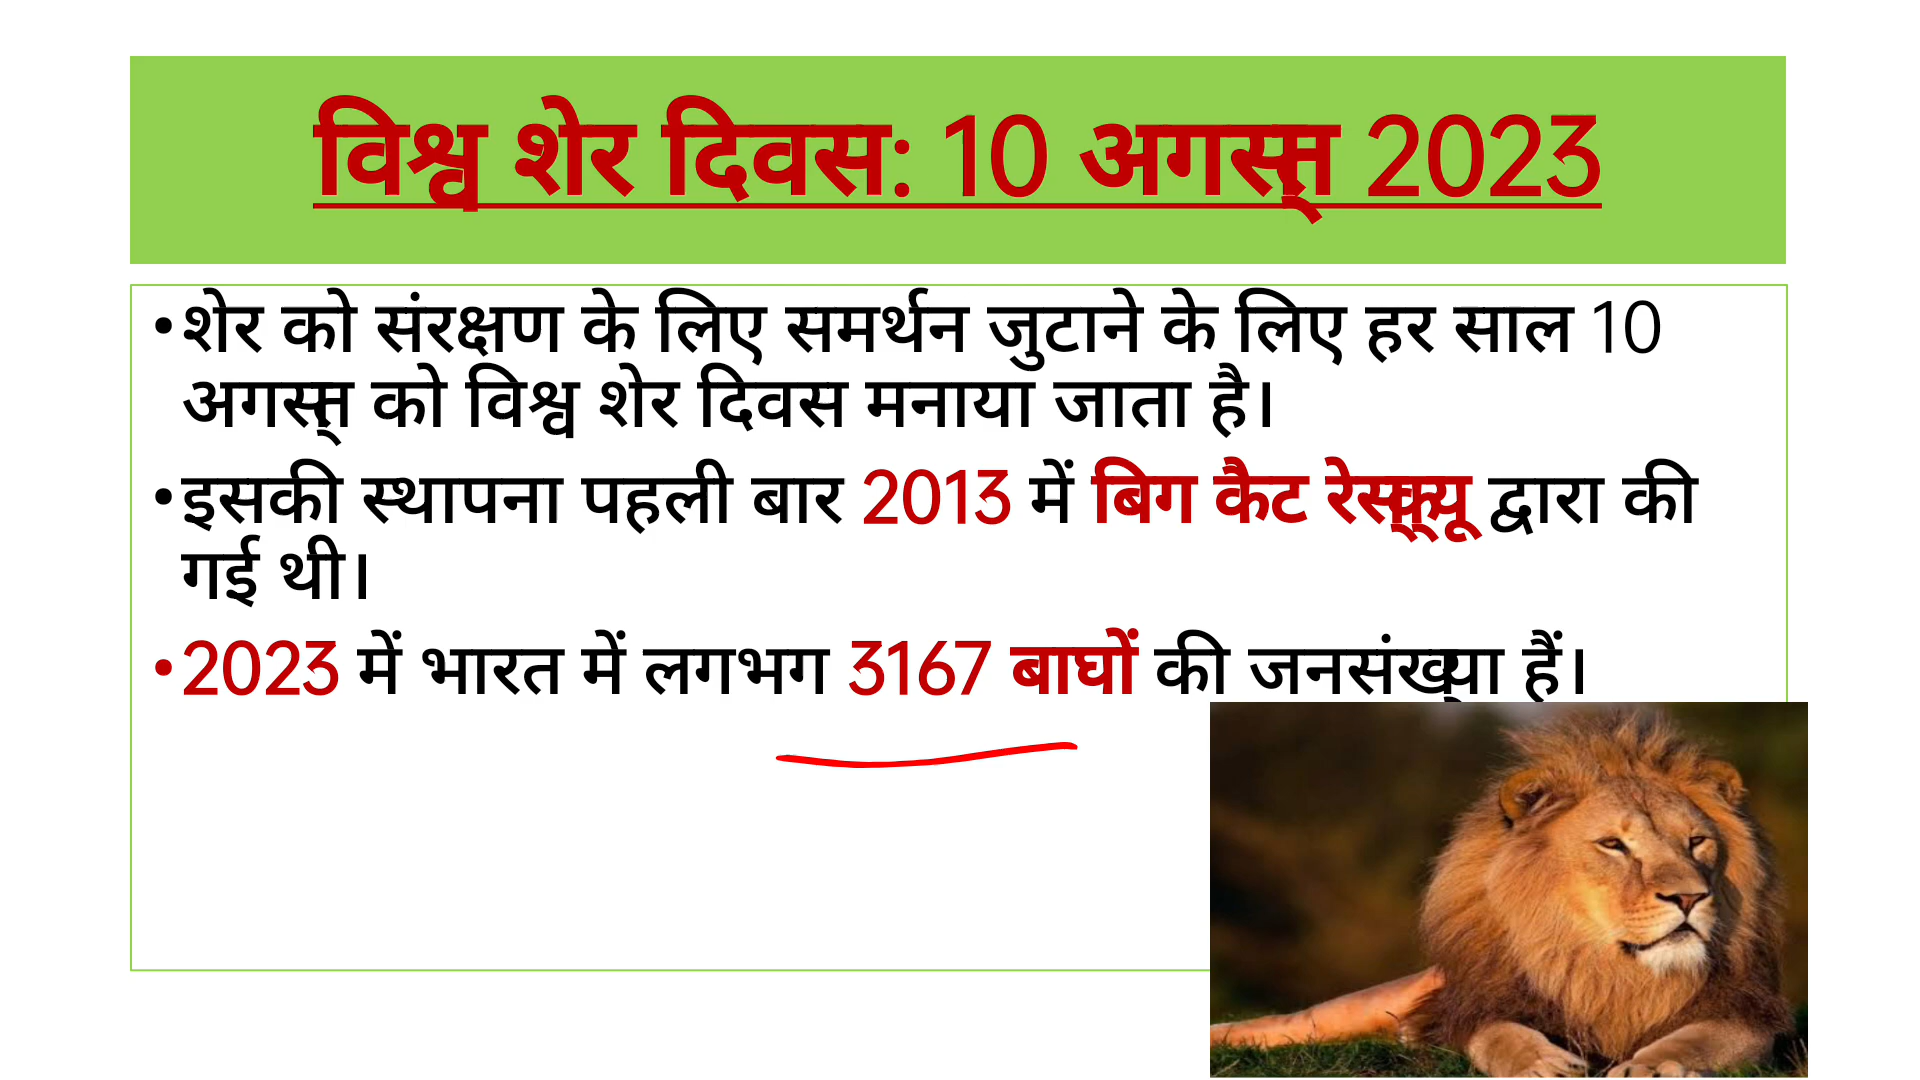 विश्व शेर दिवस: 10 अगस्त 2023
•शेर को संरक्षण के लिए समर्थन जुटाने के लिए हर साल 10
अगस्त को विश्व शेर दिवस मनाया जाता है।
•इसकी स्थापना पहली बार 2013 में बिग कैट रेस्क्यू द्वारा की
गई थी।
•2023 में भारत में लगभग 3167 बाघों की जनसंख्या हैं।